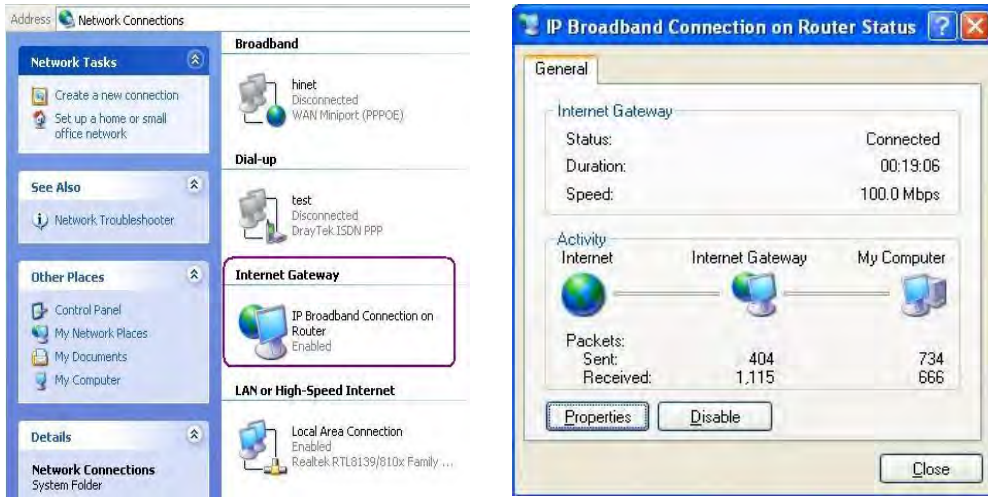 Address Network Connections
Network Tasks
Create a new connection
Set up a home or small
office network
See Also
Network Troubleshooter
Other Places
Control Panel
My Network Places
My Documents
My Computer
Details
Network Connections
System Folder
Broadband
hinet
Disconnected
WAN Miniport (PPPOE)
Dial-up
test
Disconnected
DrayTek ISDN PPP
Internet Gateway
IP Broadband Connection on
Router
Enabled
LAN or High-Speed Internet
Local Area Connection
Enabled
Realtek RTL8139/810x Family ...
IP Broadband Connection on Router Status
General
Internet Gateway
Status: Connected
Duration: 00:19:06
Speed: 100.0 Mbps
Activity
Internet Internet Gateway My Computer
Packets:
Sent: 404 734
Received: 1,115 666
Properties Disable
Close